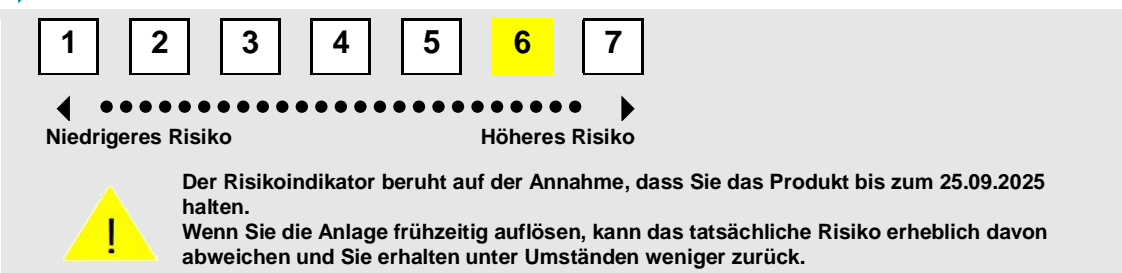 1 2 3 4 5 6 7
Niedrigeres Risiko Höheres Risiko
Der Risikoindikator beruht auf der Annahme, dass Sie das Produkt bis zum 25.09.2025
halten.
Wenn Sie die Anlage frühzeitig auflösen, kann das tatsächliche Risiko erheblich davon
abweichen und Sie erhalten unter Umständen weniger zurück.
!